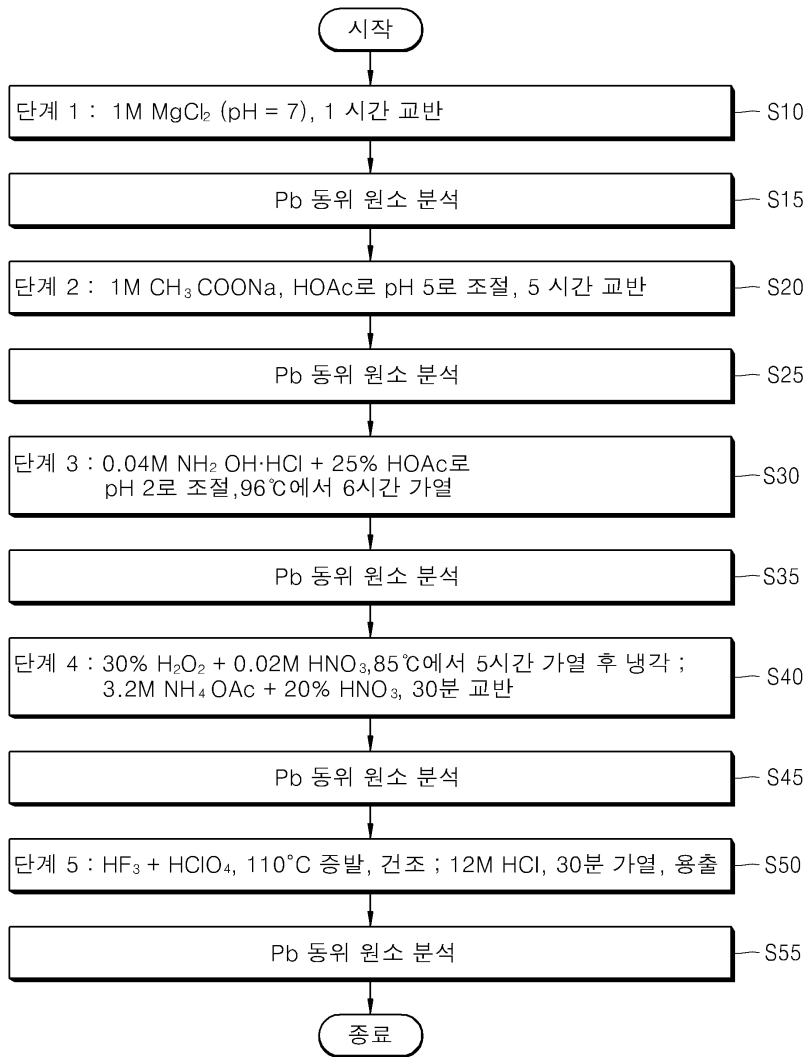 시작
단계 1 : 1M MgCl₂ (pH = 7), 1 시간 교반
S10
Pb 동위 원소 분석
S15
단계 2 : 1M CH₃ COONa, HOAc로 pH 5로 조절, 5 시간 교반
S20
Pb 동위 원소 분석
S25
단계 3 : 0.04M NH₂ OH·HCl + 25% HOAc로
pH 2로 조절,96℃에서 6시간 가열
S30
Pb 동위 원소 분석
S35
단계 4 : 30% H₂O₂ + 0.02M HNO₃,85℃에서 5시간 가열 후 냉각 ;
3.2M NH₄ OAc + 20% HNO₃, 30분 교반
S40
Pb 동위 원소 분석
S45
단계 5 : HF₃ + HClO₄, 110°C 증발, 건조 ; 12M HCl, 30분 가열, 용출
S50
Pb 동위 원소 분석
S55
종료